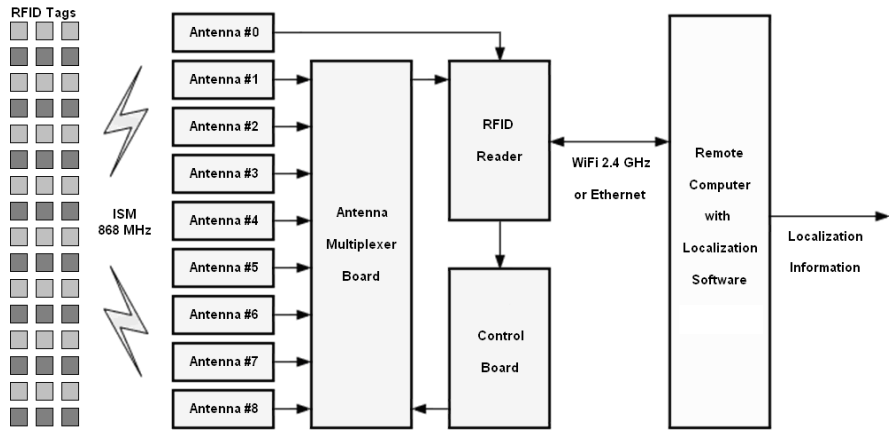 RFID Tags
ISM
868 MHz
Antenna #0
Antenna #1
Antenna #2
Antenna #3
Antenna #4
Antenna #5
Antenna #6
Antenna #7
Antenna #8
Antenna
Multiplexer
Board
RFID
Reader
Control
Board
WiFi 2.4 GHz
or Ethernet
Remote
Computer
with
Localization
Software
Localization
Information